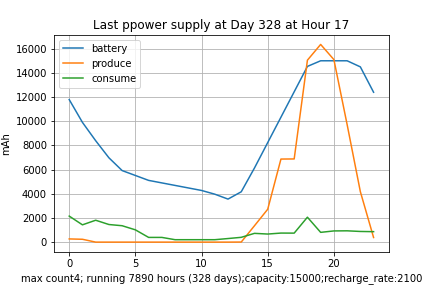 Last ppower supply at Day 328 at Hour 17
battery
produce
consume
mAh
16000
14000
12000
10000
8000
6000
4000
2000
0
0 5 10 15 20
max count4; running 7890 hours (328 days);capacity:15000;recharge_rate:2100